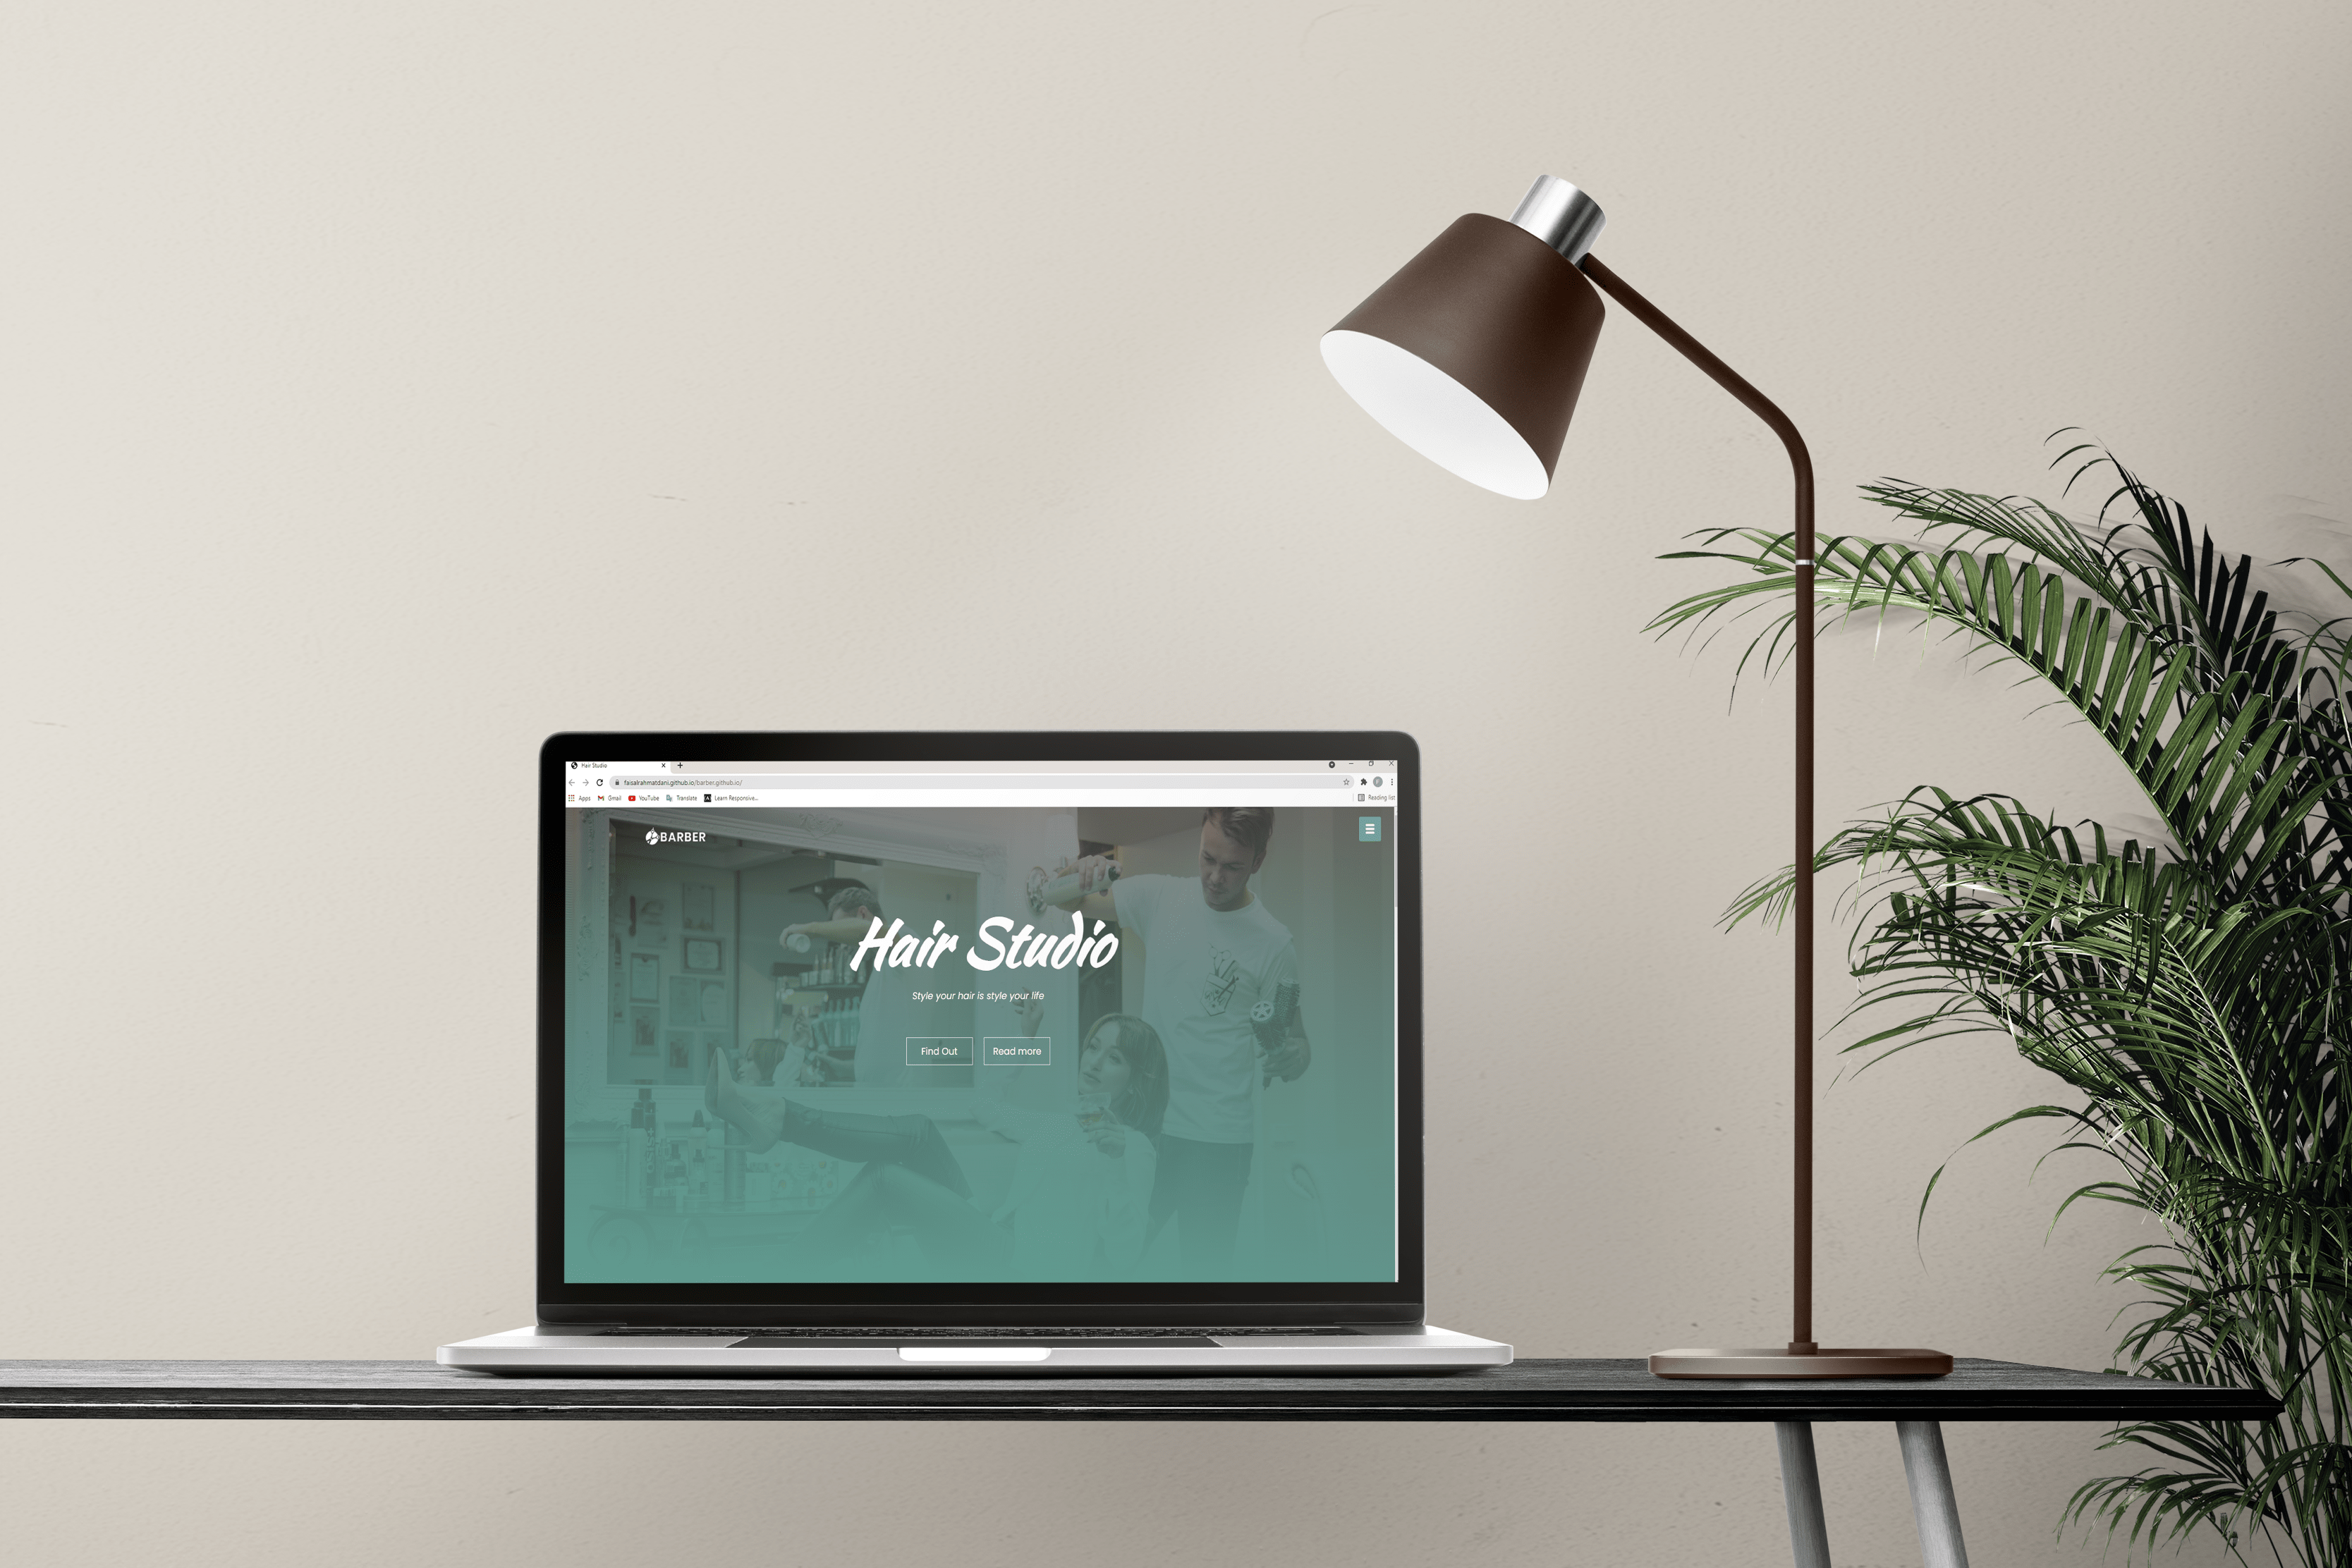 Hair Studio
faisalrahmatdani.github.io/barber.github.io/
Apps Gmail YouTube Translate Learn Responsive... Reading list
BARBER
Hair Studio
Style your hair is style your life
Find Out Read more